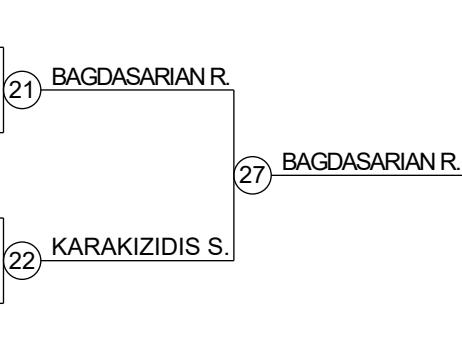 21 BAGDASARIAN R.
27 BAGDASARIAN R.
22 KARAKIZIDIS S.